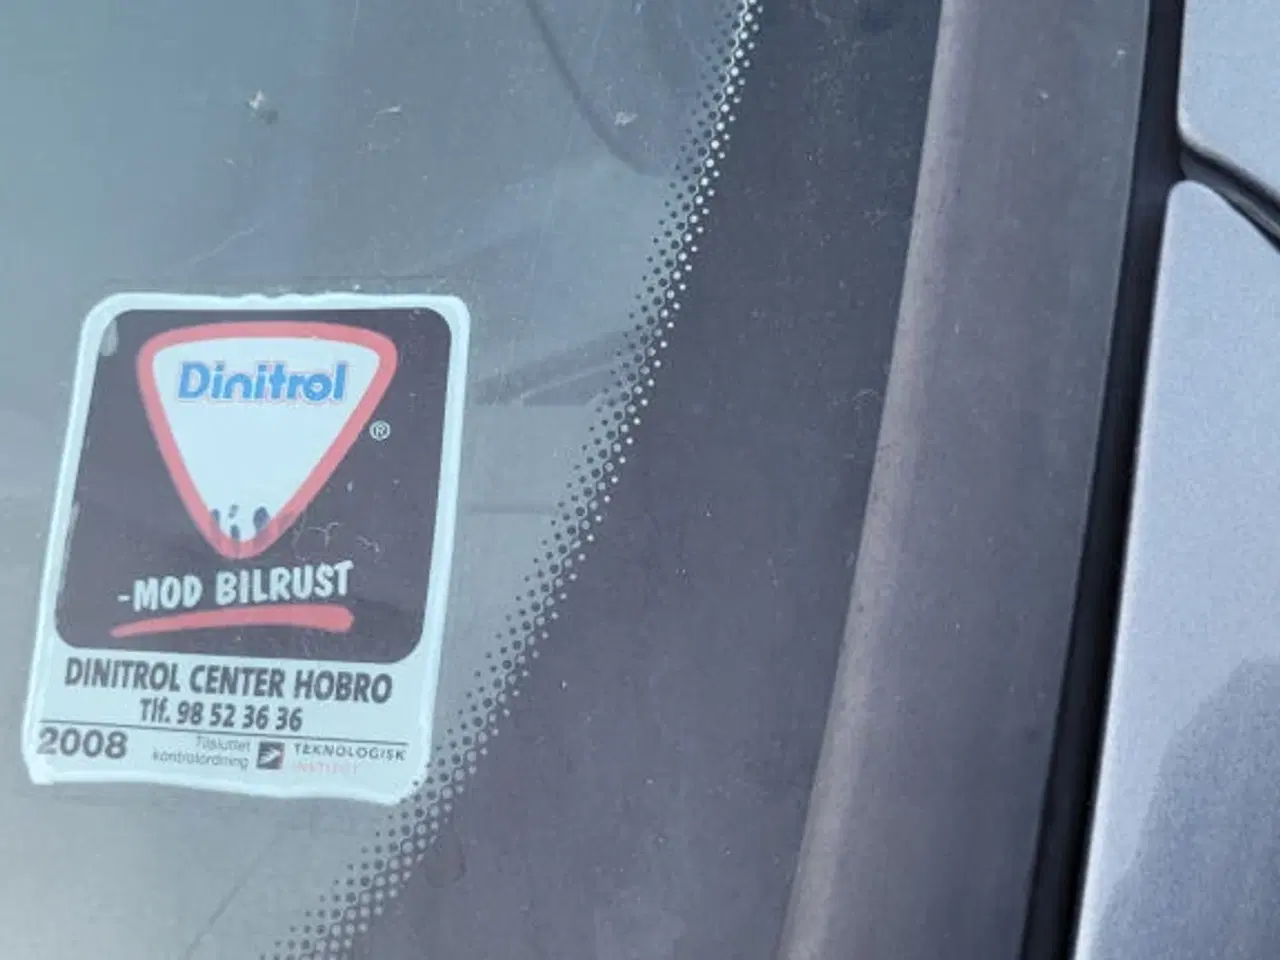 Dinitrol
®
-MOD BILRUST
DINITROL CENTER HOBRO
Tlf. 98 52 36 36
2008
Tilsluttet
kontrolordning
TEKNOLOGISK
INSTITUT